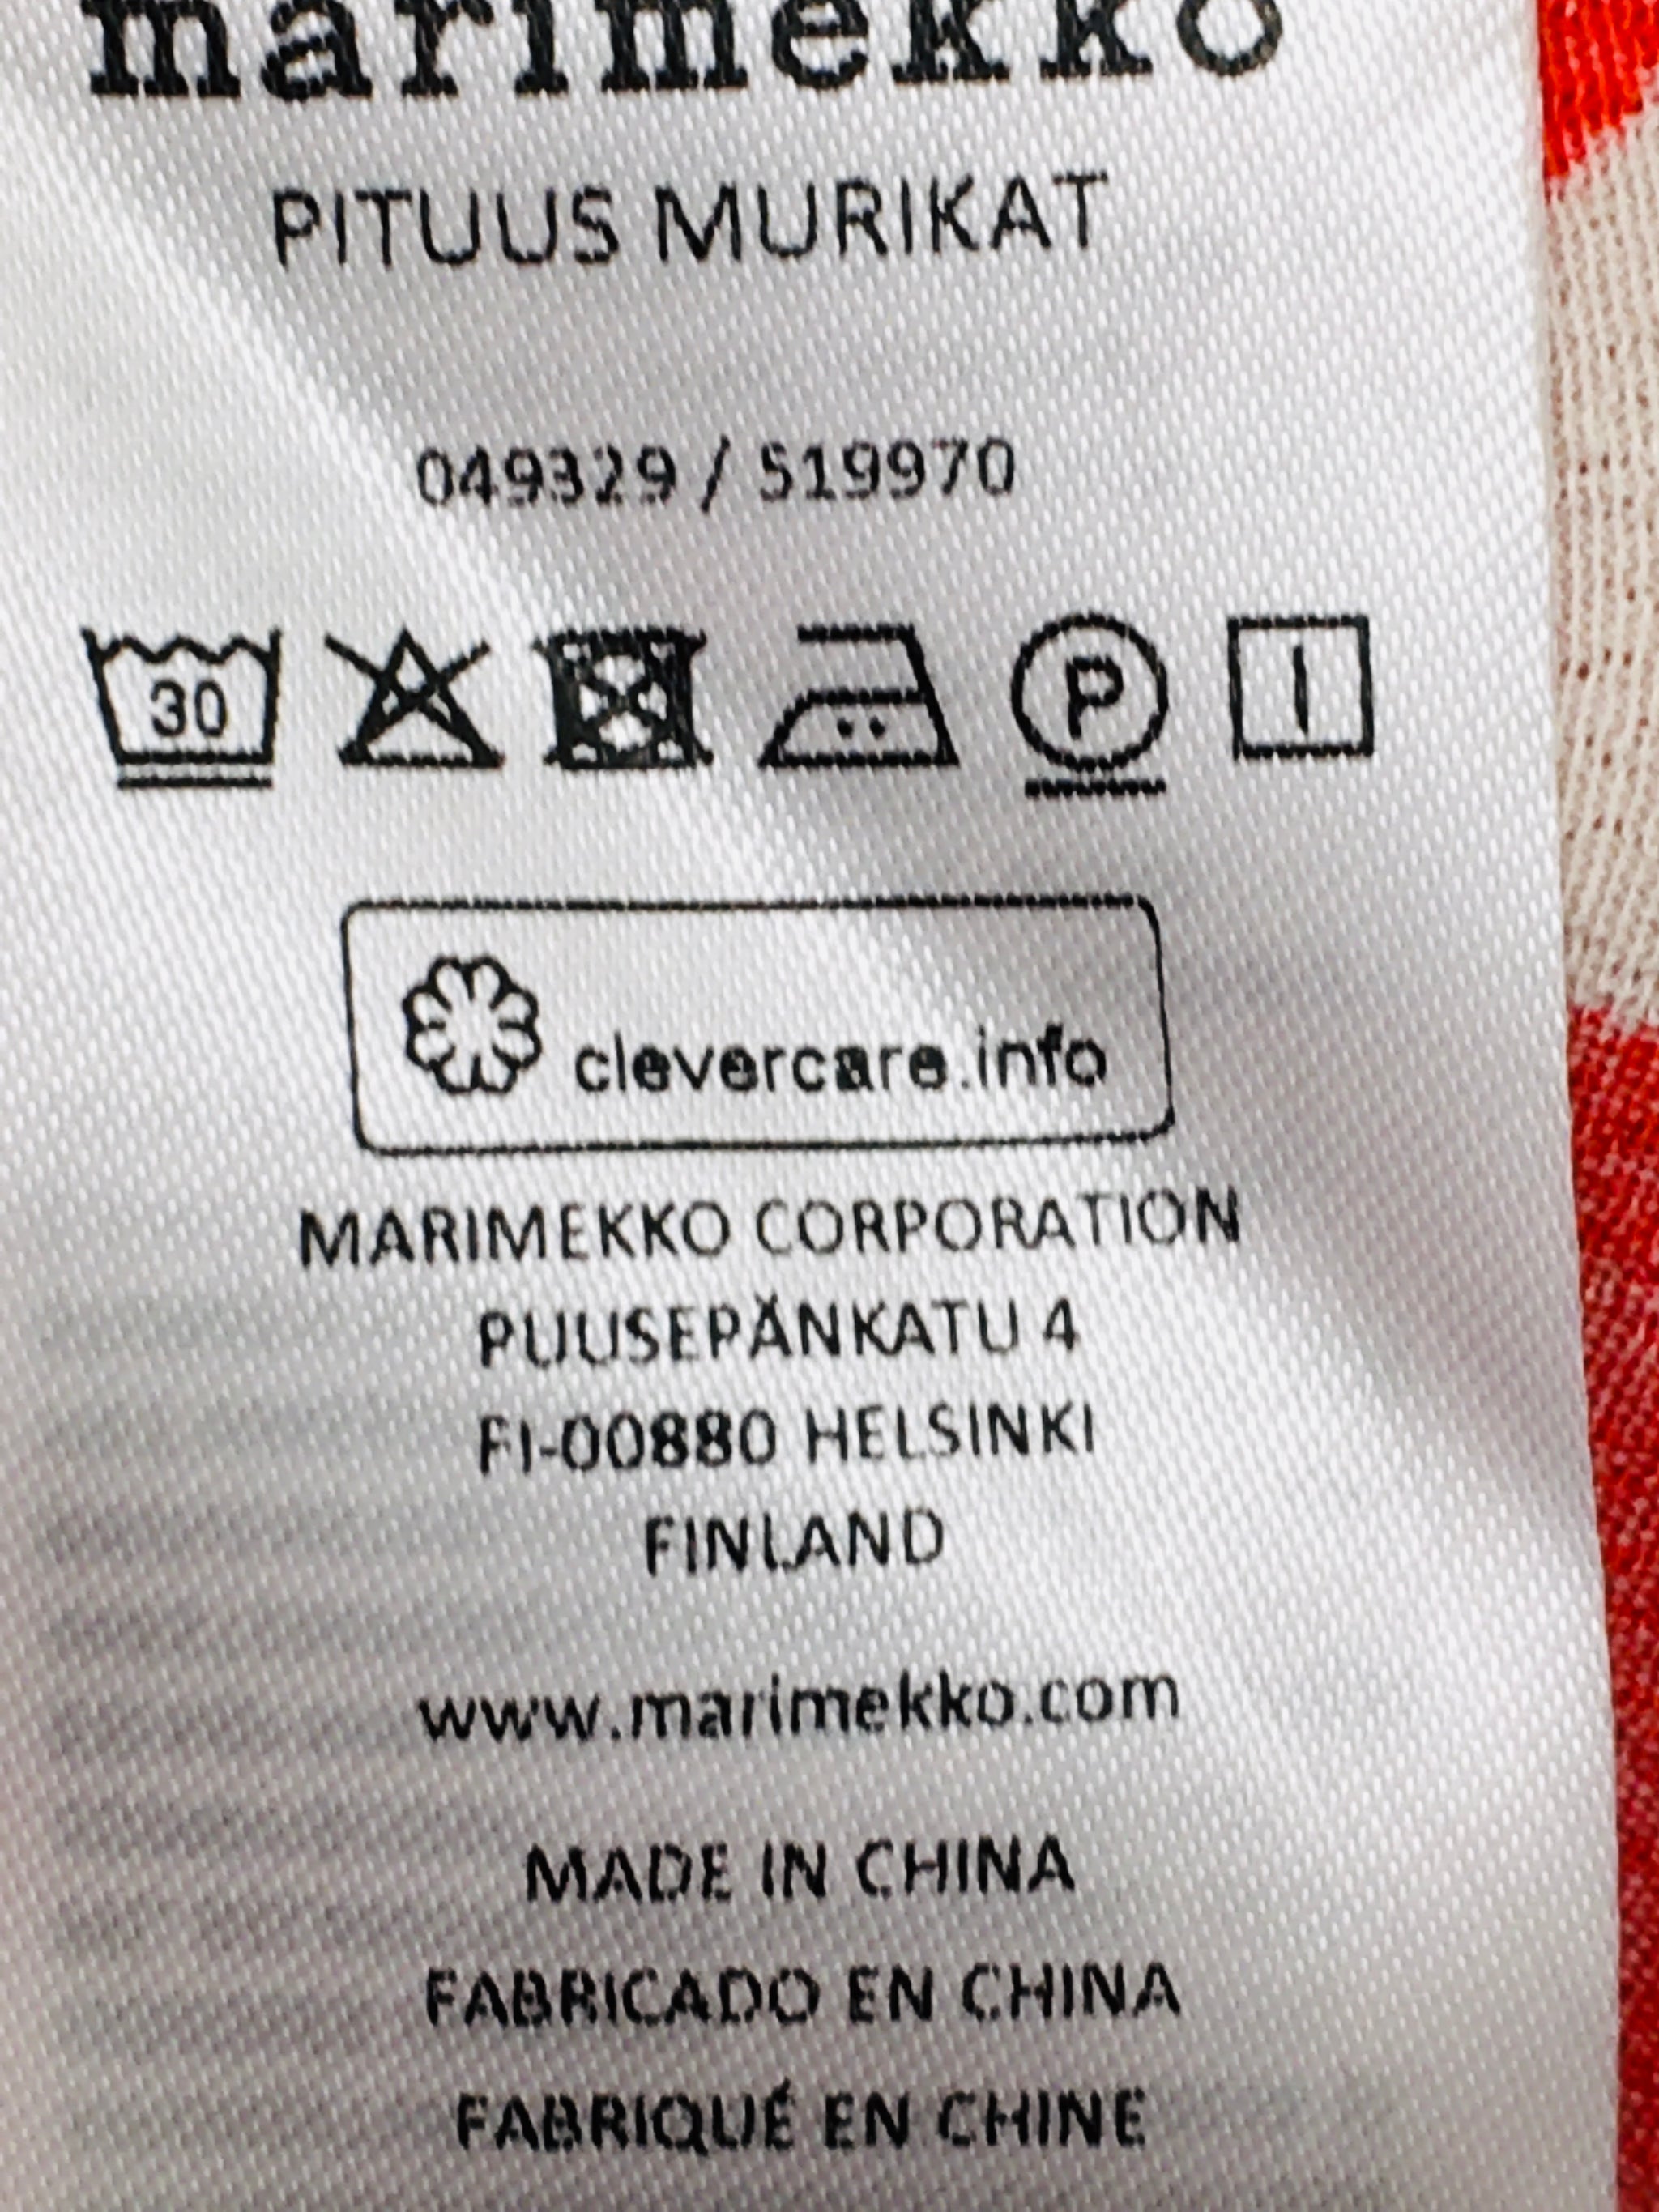 marimekko
PITUUS MURIKAT
049329 / 519970
30 P
clevercare.info
MARIMEKKO CORPORATION
PUUSEPÄNKATU 4
FI-00880 HELSINKI
FINLAND
www.marimekko.com
MADE IN CHINA
FABRICADO EN CHINA
FABRIQUÉ EN CHINE